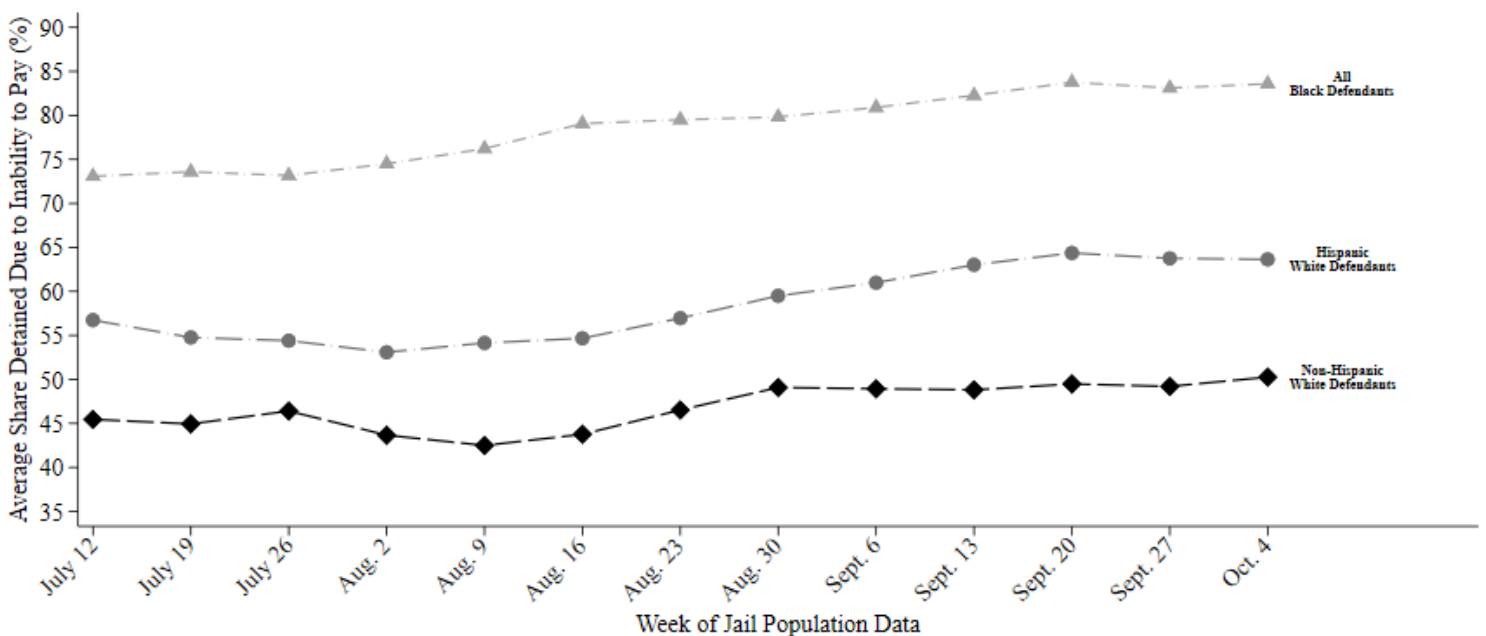 Average Share Detained Due to Inability to Pay (%)
90
85
80
75
70
65
60
55
50
45
40
35
All
Black Defendants
Hispanic
White Defendants
Non-Hispanic
White Defendants
July 12
July 19
July 26
Aug. 2
Aug. 9
Aug. 16
Aug. 23
Aug. 30
Sept. 6
Sept. 13
Sept. 20
Sept. 27
Oct. 4
Week of Jail Population Data